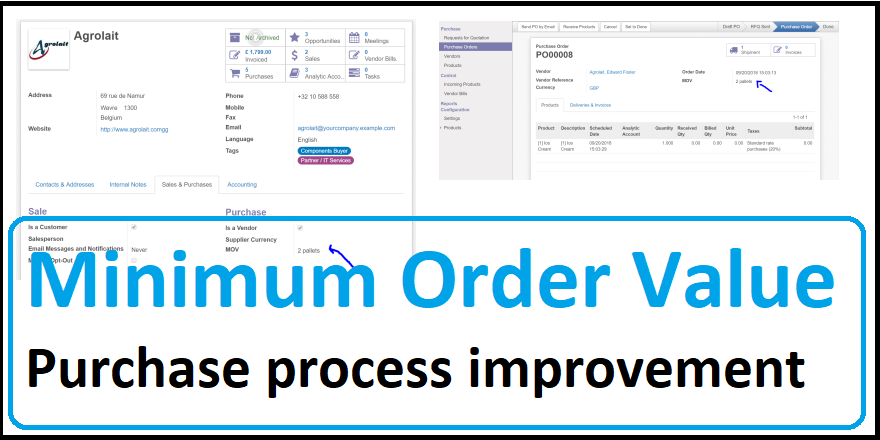 Agrolait
Agrolait
Archived
3 Opportunities
0 Meetings
£ 1,799.00 Invoiced
2 Sales
0 Vendor Bills.
5 Purchases
3 Analytic Acco..
0 Tasks
Address
69 rue de Namur
Wavre 1300
Belgium
Website
http://www.agrolait.comgg
Phone
+32 10 588 558
Mobile
Fax
Email
agrolait@yourcompany.example.com
Language
English
Tags
Components Buyer
Partner / IT Services
Contacts & Addresses Internal Notes Sales & Purchases Accounting
Sale
Is a Customer
Salesperson
Email Messages and Notifications Never
Opt-Out
Purchase
Is a Vendor
Supplier Currency
MOV 2 pallets
Purchase
Requests for Quotation
Purchase Orders
Vendors
Products
Control
Incoming Products
Vendor Bills
Reports
Configuration
Settings
Products
Send PO by Email Receive Products Cancel Set to Done
Draft PO RFQ Sent Purchase Order Done
1 Shipment
0 Invoices
Purchase Order
PO00008
Vendor Agrolait, Edward Foster
Vendor Reference
Currency GBP
Order Date 09/20/2018 15:03:13
MOV 2 pallets
Products Deliveries & Invoices
1-1 of 1
Product Description Scheduled Date Analytic Account Quantity Received Qty Billed Qty Unit Price Taxes Subtotal
[1] Ice Cream [1] Ice Cream 09/20/2018 15:03:29 1.000 0.00 0.00 0.00 Standard rate purchases (20%) 0.00
Minimum Order Value
Purchase process improvement